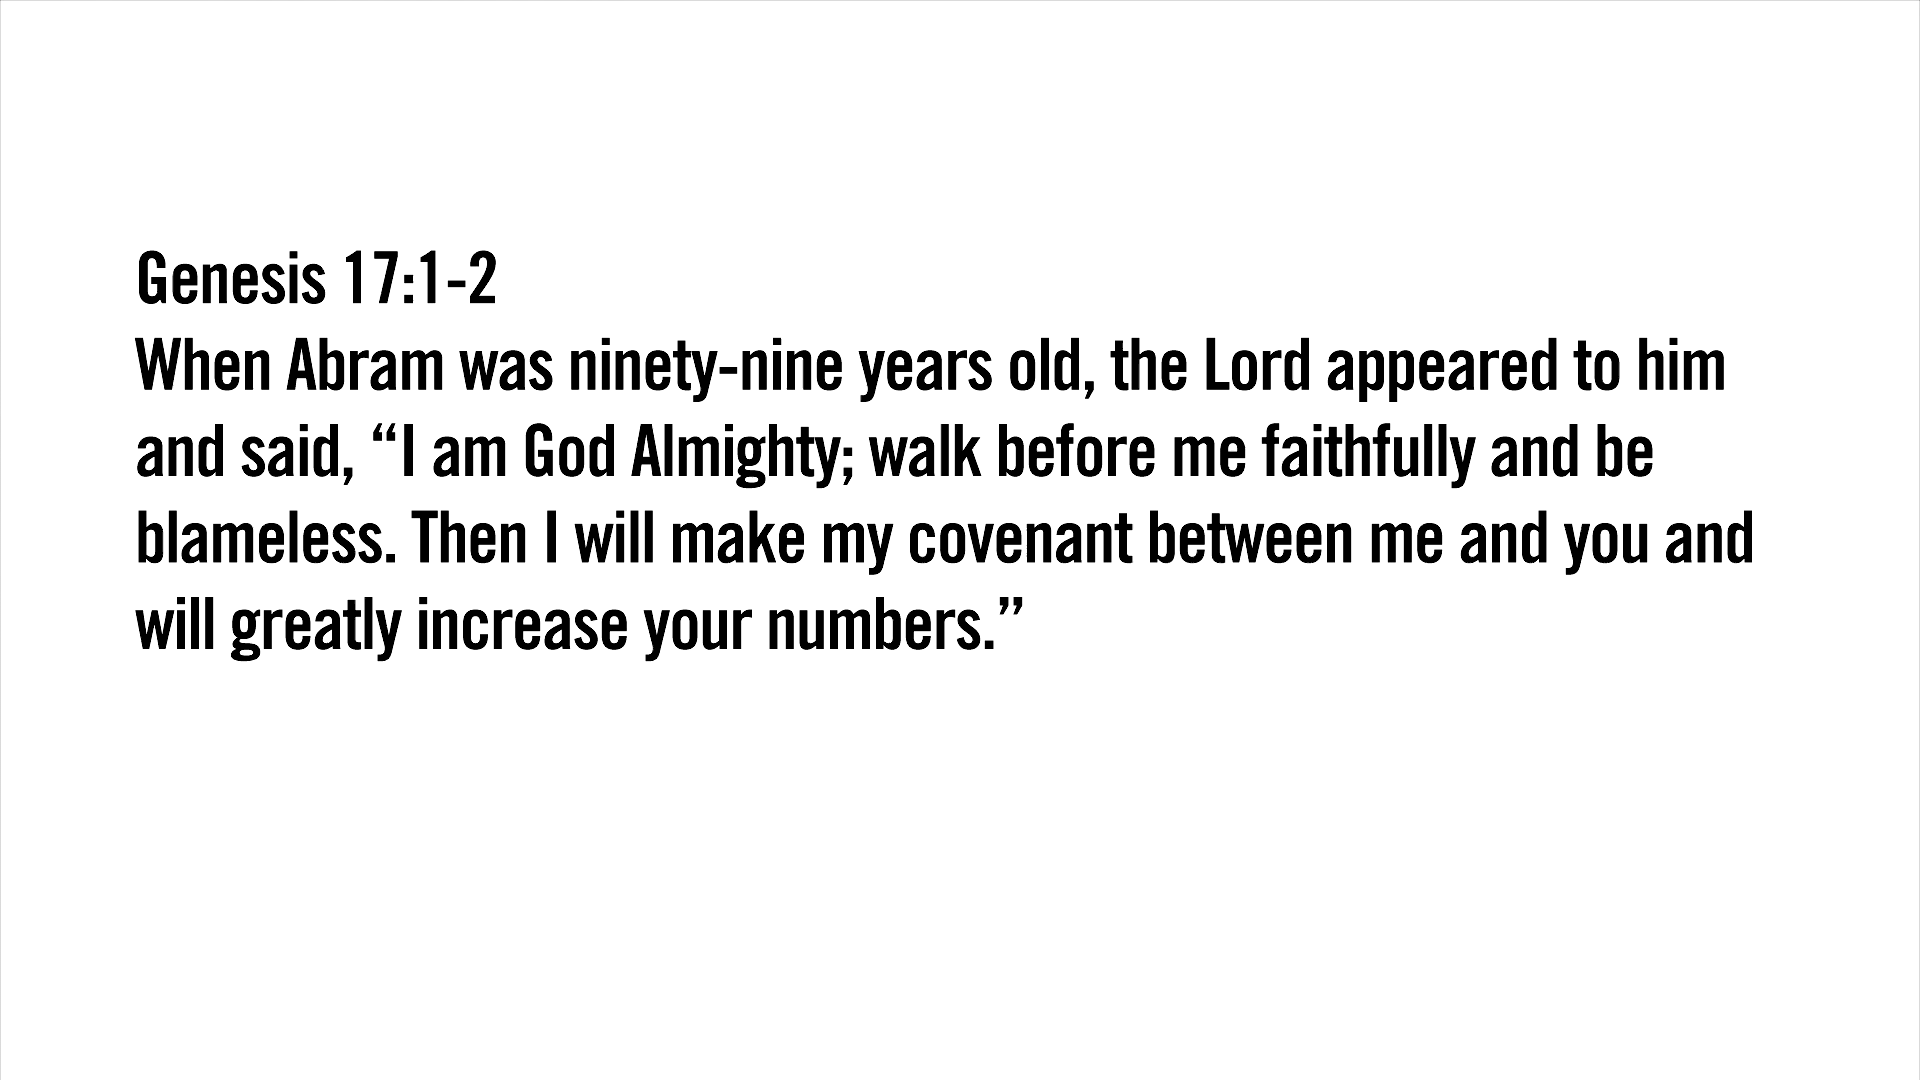 Genesis 17:1-2
When Abram was ninety-nine years old, the Lord appeared to him
and said, “I am God Almighty; walk before me faithfully and be
blameless. Then I will make my covenant between me and you and
will greatly increase your numbers.”